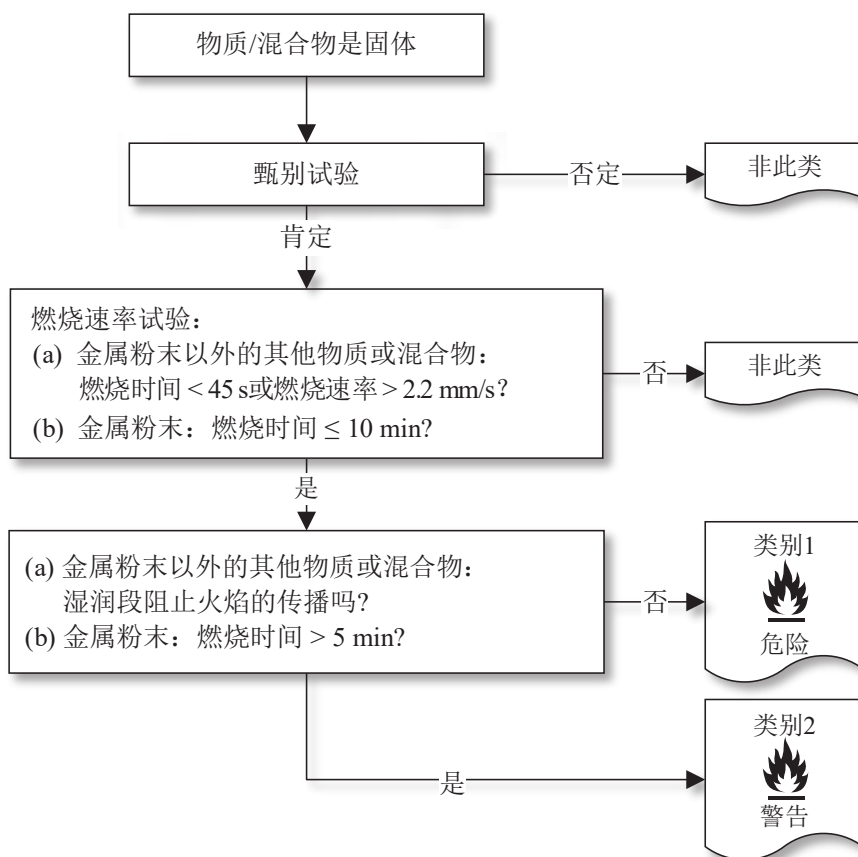 物质/混合物是固体
甄别试验
否定
非此类
肯定
燃烧速率试验：
(a) 金属粉末以外的其他物质或混合物：
燃烧时间 < 45 s或燃烧速率 > 2.2 mm/s?
(b) 金属粉末：燃烧时间 ≤ 10 min?
否
非此类
是
(a) 金属粉末以外的其他物质或混合物：
湿润段阻止火焰的传播吗?
(b) 金属粉末：燃烧时间 > 5 min?
否
类别1
危险
是
类别2
警告